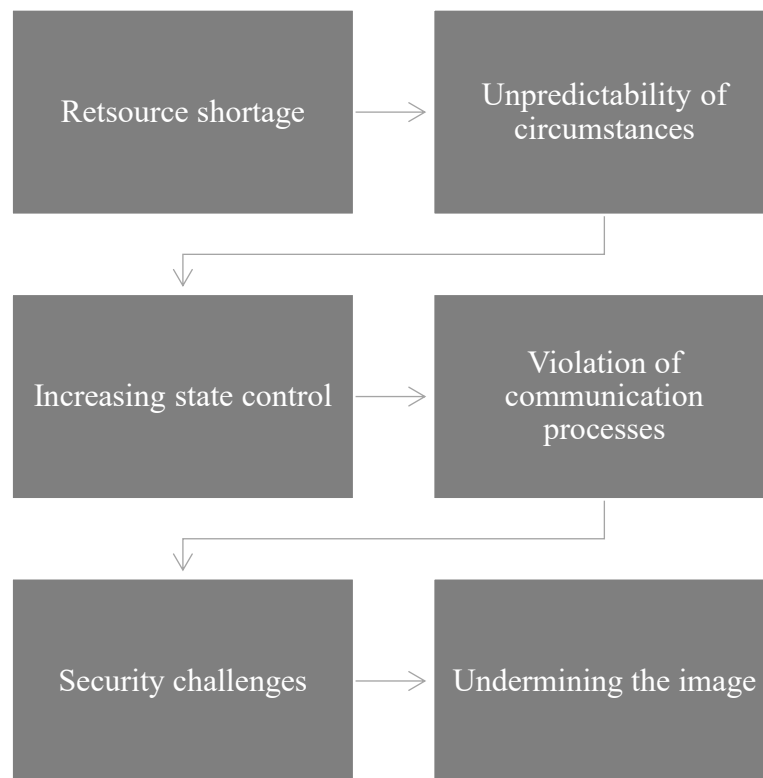 Retsource shortage
Unpredictability of
circumstances
Increasing state control
Violation of
communication
processes
Security challenges
Undermining the image